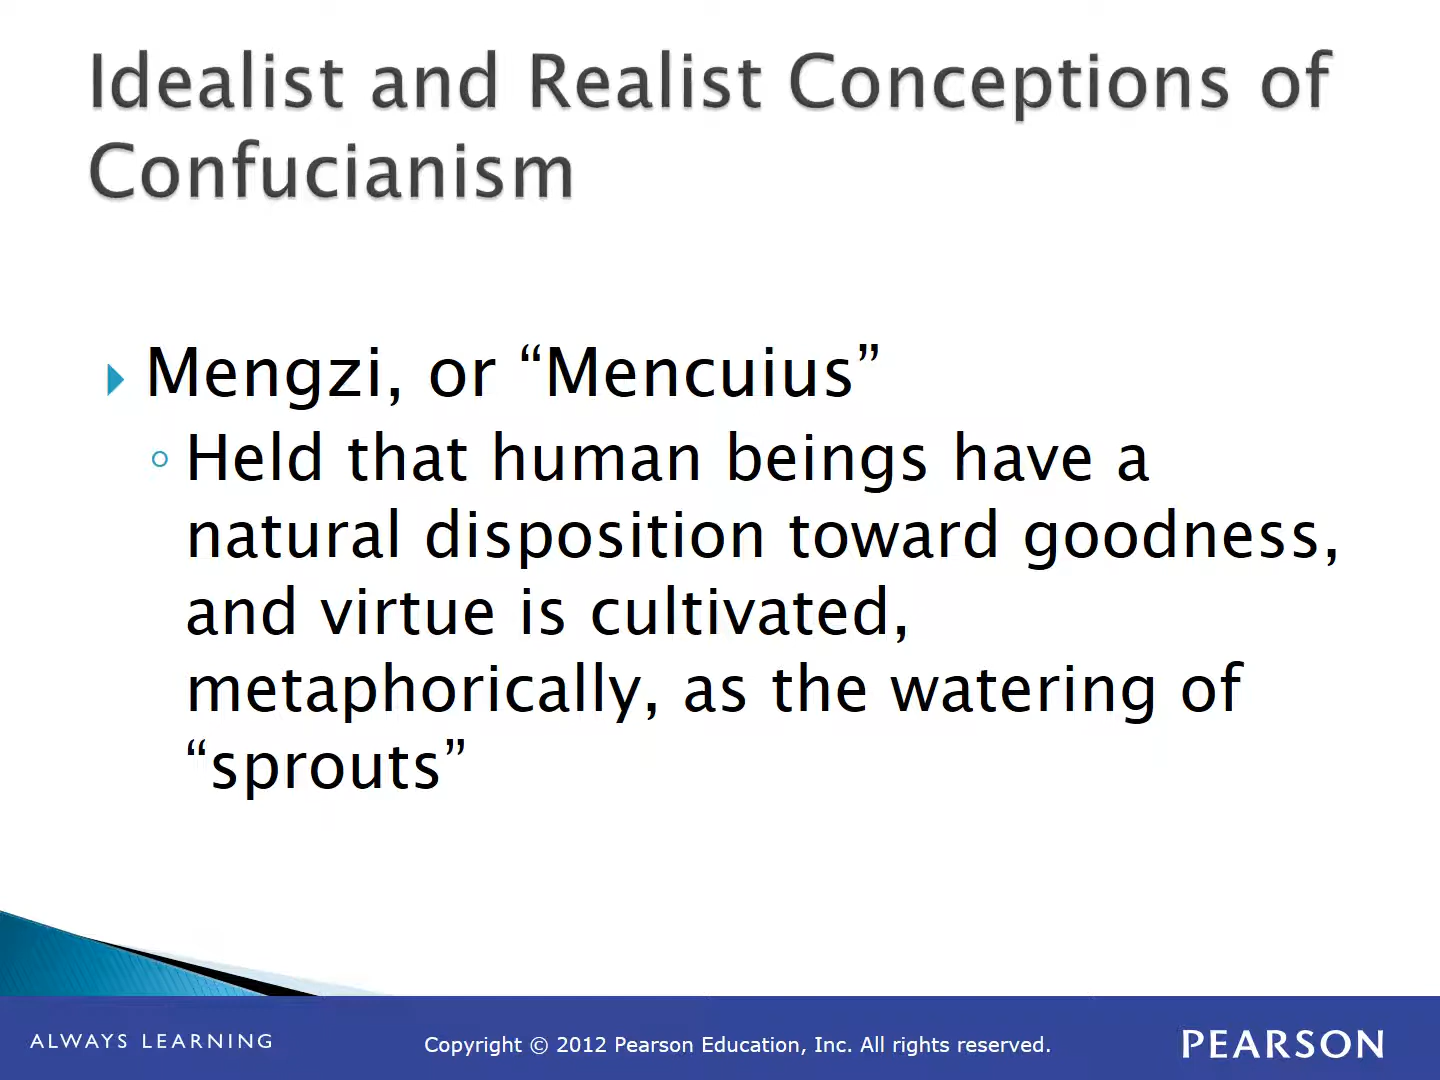 Idealist and Realist Conceptions of
Confucianism
Mengzi, or “Mencuius”
Held that human beings have a
natural disposition toward goodness,
and virtue is cultivated,
metaphorically, as the watering of
“sprouts”
ALWAYS LEARNING
Copyright © 2012 Pearson Education, Inc. All rights reserved.
PEARSON